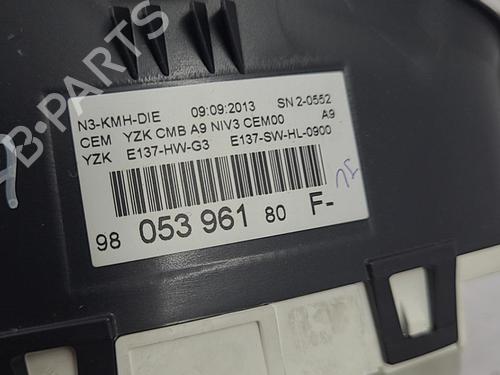 N3-KMH-DIE 09:09:2013 SN 2-0552
CEM YZK CMB A9 NIV3 CEM00 A9
YZK E137-HW-G3 E137-SW-HL-0900
98 053 961 80 F-
B-PARTS